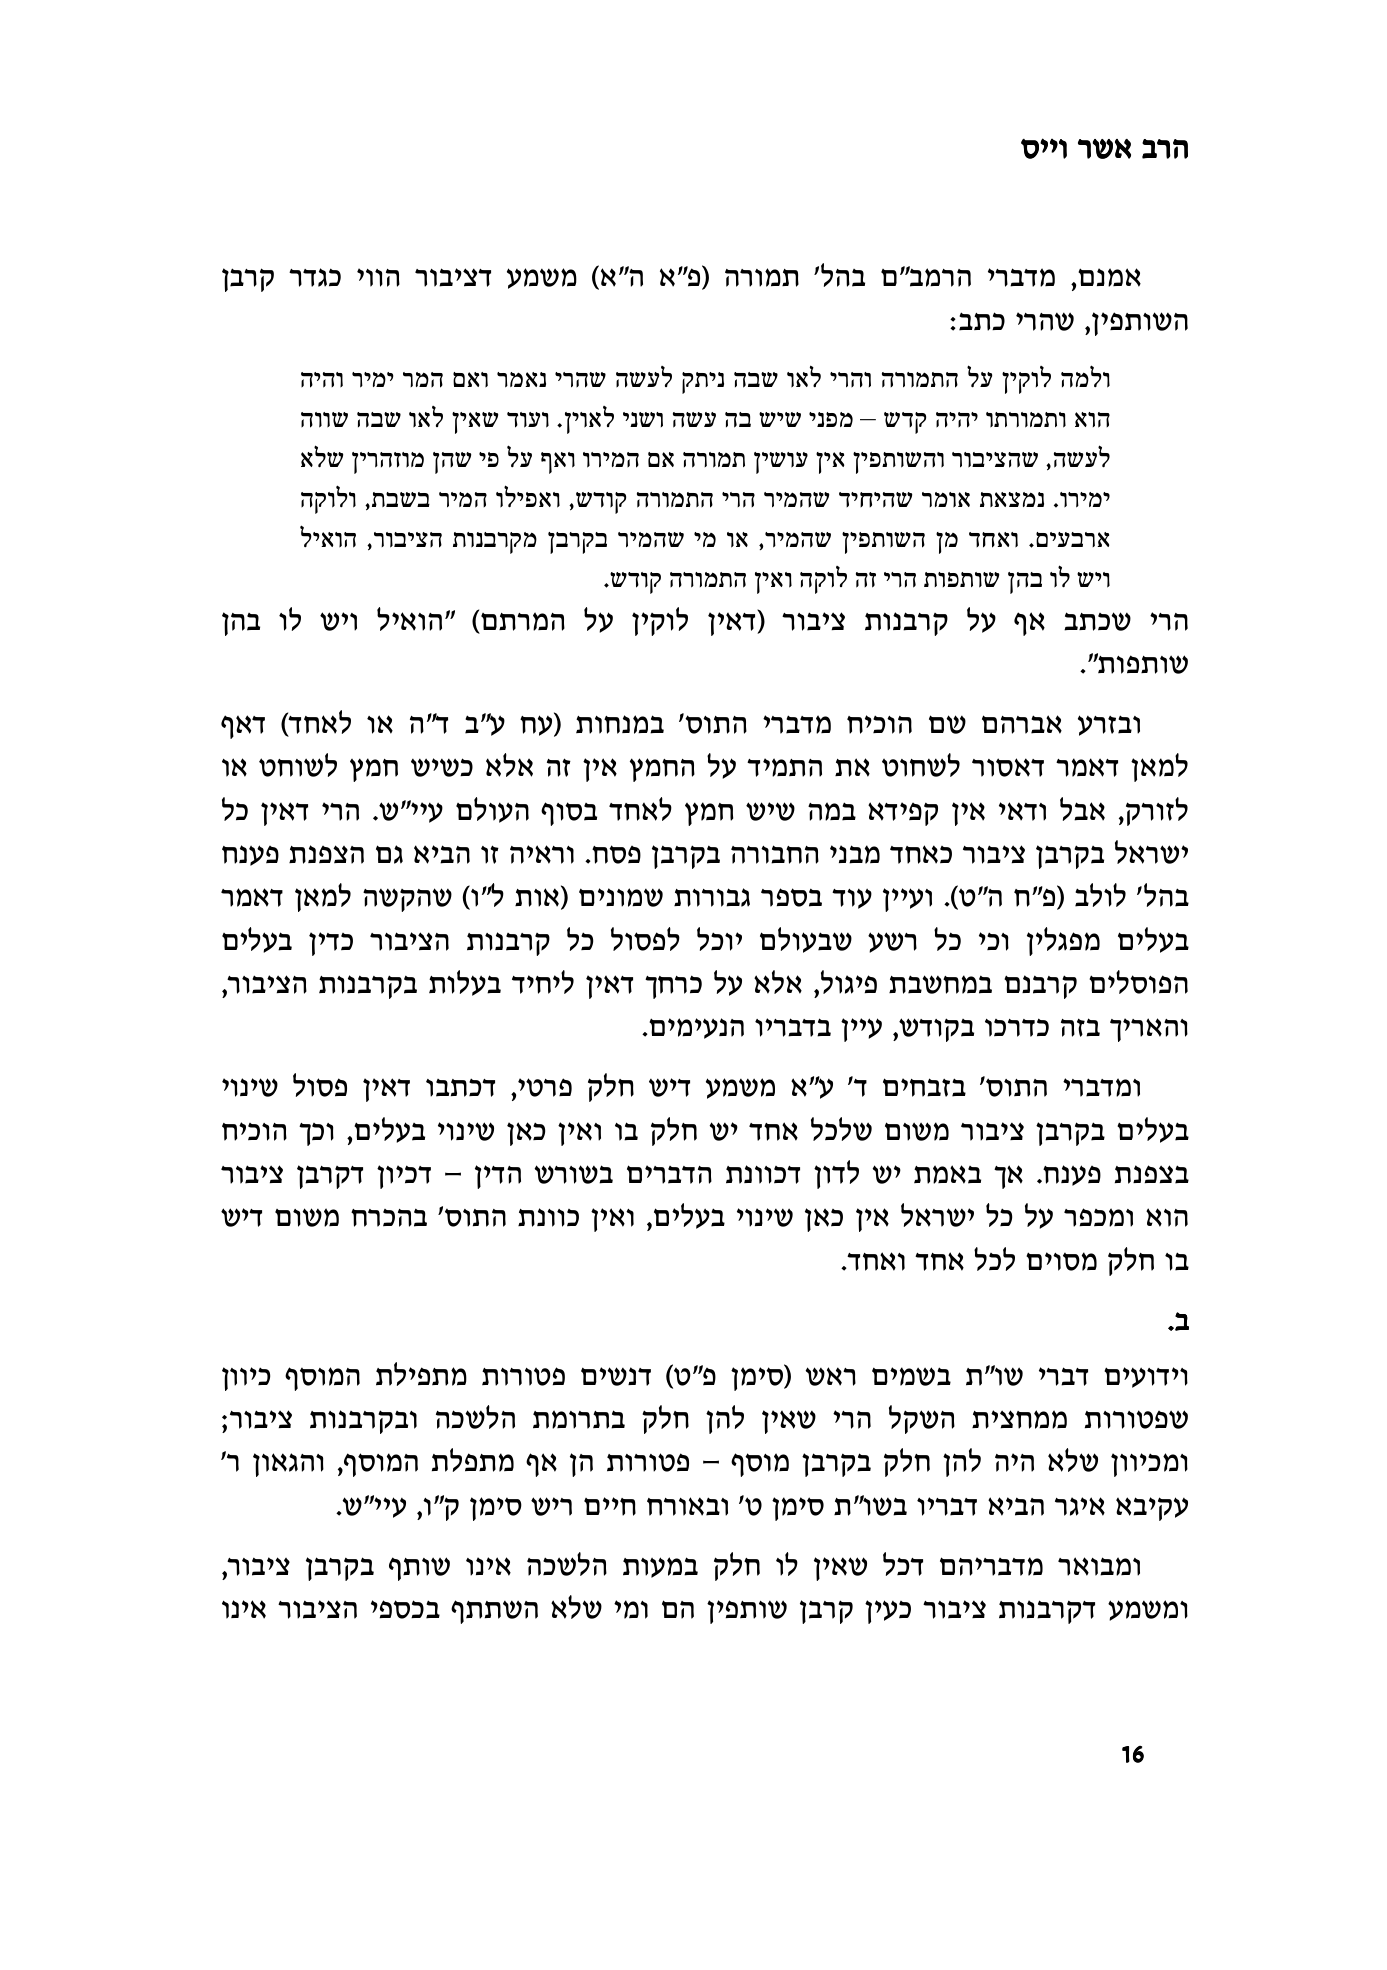 הרב אשר וייס
אמנם, מדברי הרמב"ם בהל' תמורה (פ"א ה"א) משמע דציבור הווי כגדר קרבן
השותפין, שהרי כתב:
ולמה לוקין על התמורה והרי לאו שבה ניתק לעשה שהרי נאמר ואם המר ימיר והיה
הוא ותמורתו יהיה קדש – מפני שיש בה עשה ושני לאוין. ועוד שאין לאו שבה שווה
לעשה, שהציבור והשותפין אין עושין תמורה אם המירו ואף על פי שהן מוזהרין שלא
ימירו. נמצאת אומר שהיחיד שהמיר הרי התמורה קודש, ואפילו המיר בשבת, ולוקה
ארבעים. ואחד מן השותפין שהמיר, או מי שהמיר בקרבן מקרבנות הציבור, הואיל
ויש לו בהן שותפות הרי זה לוקה ואין התמורה קודש.
הרי שכתב אף על קרבנות ציבור (דאין לוקין על המרתם) "הואיל ויש לו בהן
שותפות".
ובזרע אברהם שם הוכיח מדברי התוס' במנחות (עח ע"ב ד"ה או לאחד) דאף
למאן דאמר דאסור לשחוט את התמיד על החמץ אין זה אלא כשיש חמץ לשוחט או
לזורק, אבל ודאי אין קפידא במה שיש חמץ לאחד בסוף העולם עיי"ש. הרי דאין כל
ישראל בקרבן ציבור כאחד מבני החבורה בקרבן פסח. וראיה זו הביא גם הצפנת פענח
בהל' לולב (פ"ח ה"ט). ועיין עוד בספר גבורות שמונים (אות ל"ו) שהקשה למאן דאמר
בעלים מפגלין וכי כל רשע שבעולם יוכל לפסול כל קרבנות הציבור כדין בעלים
הפוסלים קרבנם במחשבת פיגול, אלא על כרחך דאין ליחיד בעלות בקרבנות הציבור,
והאריך בזה כדרכו בקודש, עיין בדבריו הנעימים.
ומדברי התוס' בזבחים ד' ע"א משמע דיש חלק פרטי, דכתבו דאין פסול שינוי
בעלים בקרבן ציבור משום שלכל אחד יש חלק בו ואין כאן שינוי בעלים, וכך הוכיח
בצפנת פענח. אך באמת יש לדון דכוונת הדברים בשורש הדין – דכיון דקרבן ציבור
הוא ומכפר על כל ישראל אין כאן שינוי בעלים, ואין כוונת התוס' בהכרח משום דיש
בו חלק מסוים לכל אחד ואחד.
ב.
וידועים דברי שו"ת בשמים ראש (סימן פ"ט) דנשים פטורות מתפילת המוסף כיוון
שפטורות ממחצית השקל הרי שאין להן חלק בתרומת הלשכה ובקרבנות ציבור;
ומכיוון שלא היה להן חלק בקרבן מוסף – פטורות הן אף מתפלת המוסף, והגאון ר'
עקיבא איגר הביא דבריו בשו"ת סימן ט' ובאורח חיים ריש סימן ק"ו, עיי"ש.
ומבואר מדבריהם דכל שאין לו חלק במעות הלשכה אינו שותף בקרבן ציבור,
ומשמע דקרבנות ציבור כעין קרבן שותפין הם ומי שלא השתתף בכספי הציבור אינו
16